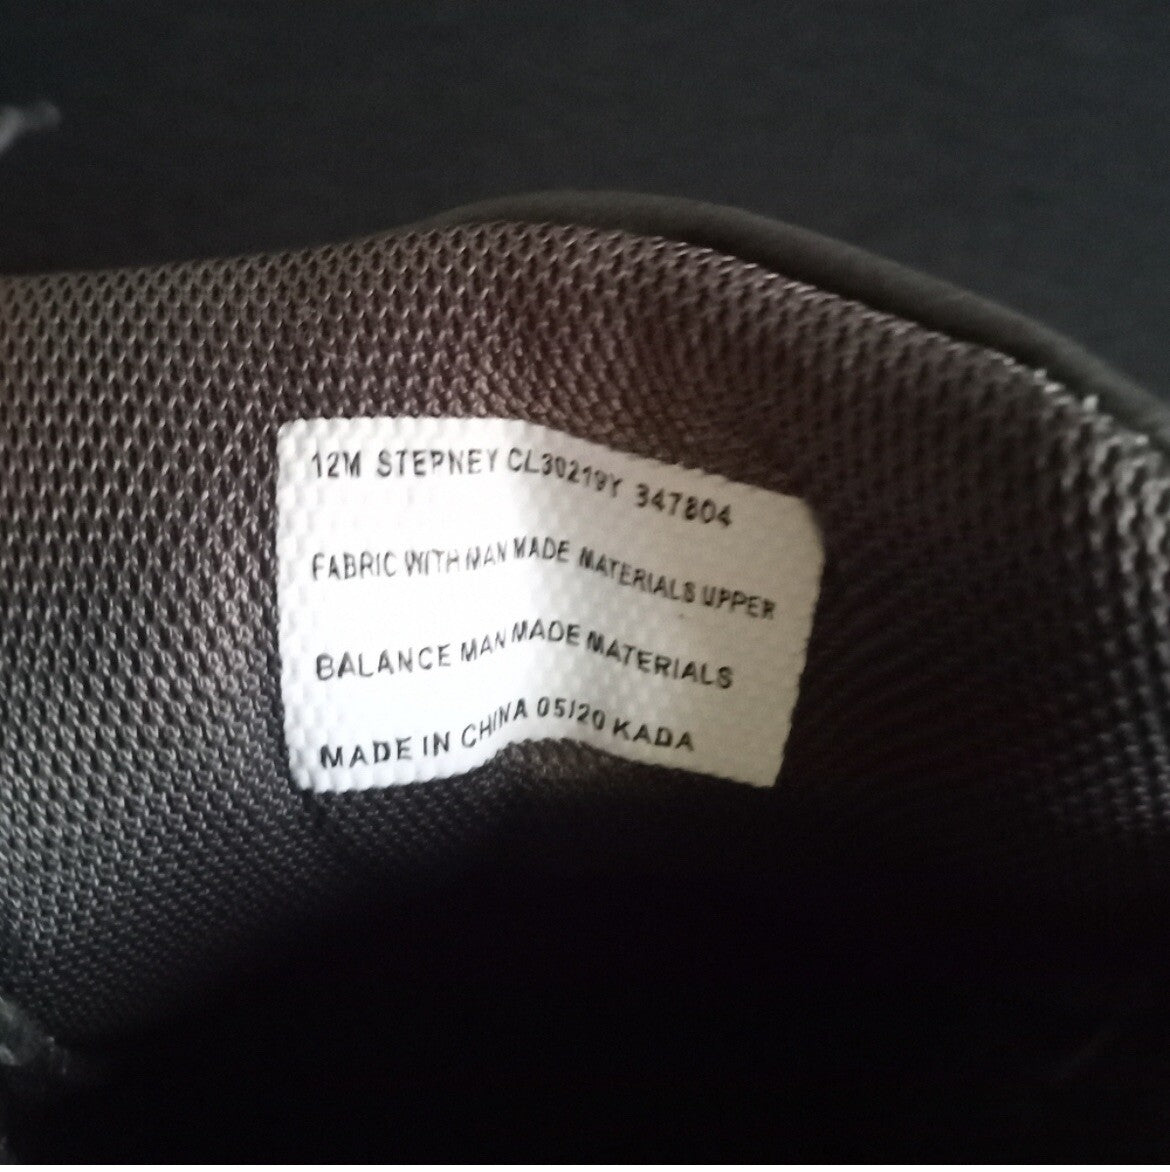 12M STEPNEY CL30219Y 347804
FABRIC WITH MAN MADE MATERIALS UPPER
BALANCE MAN MADE MATERIALS
MADE IN CHINA 05/20 KADA